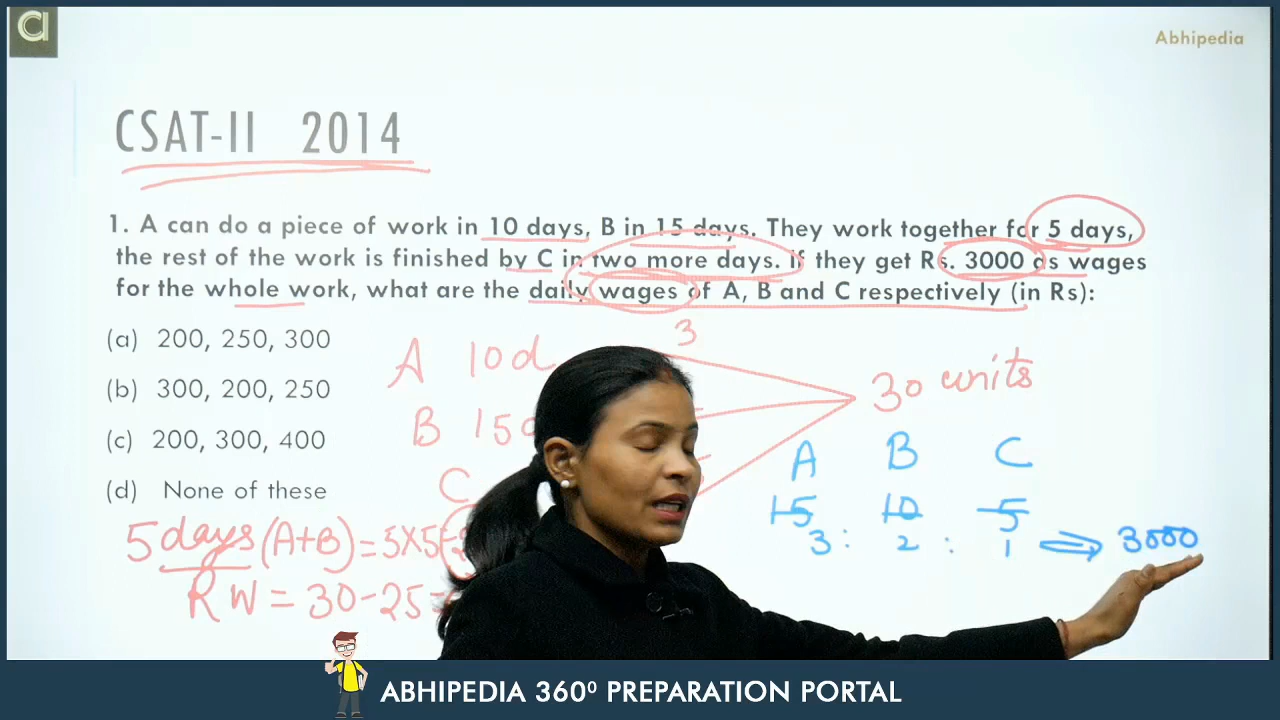 a
Abhipedia
CSAT-II 2014
1. A can do a piece of work in 10 days, B in 15 days. They work together for 5 days,
the rest of the work is finished by C in two more days. If they get Rs. 3000 as wages
for the whole work, what are the daily wages of A, B and C respectively (in Rs):
(a) 200, 250, 300
(b) 300, 200, 250
(c) 200, 300, 400
(d) None of these
3
A 10d
30 units
B 15d
C
A B C
15 10 5
3 : 2 : 1 ⇒ 3000
5 days (A+B) = 5×5=
RW = 30-25=
ABHIPEDIA 360⁰ PREPARATION PORTAL